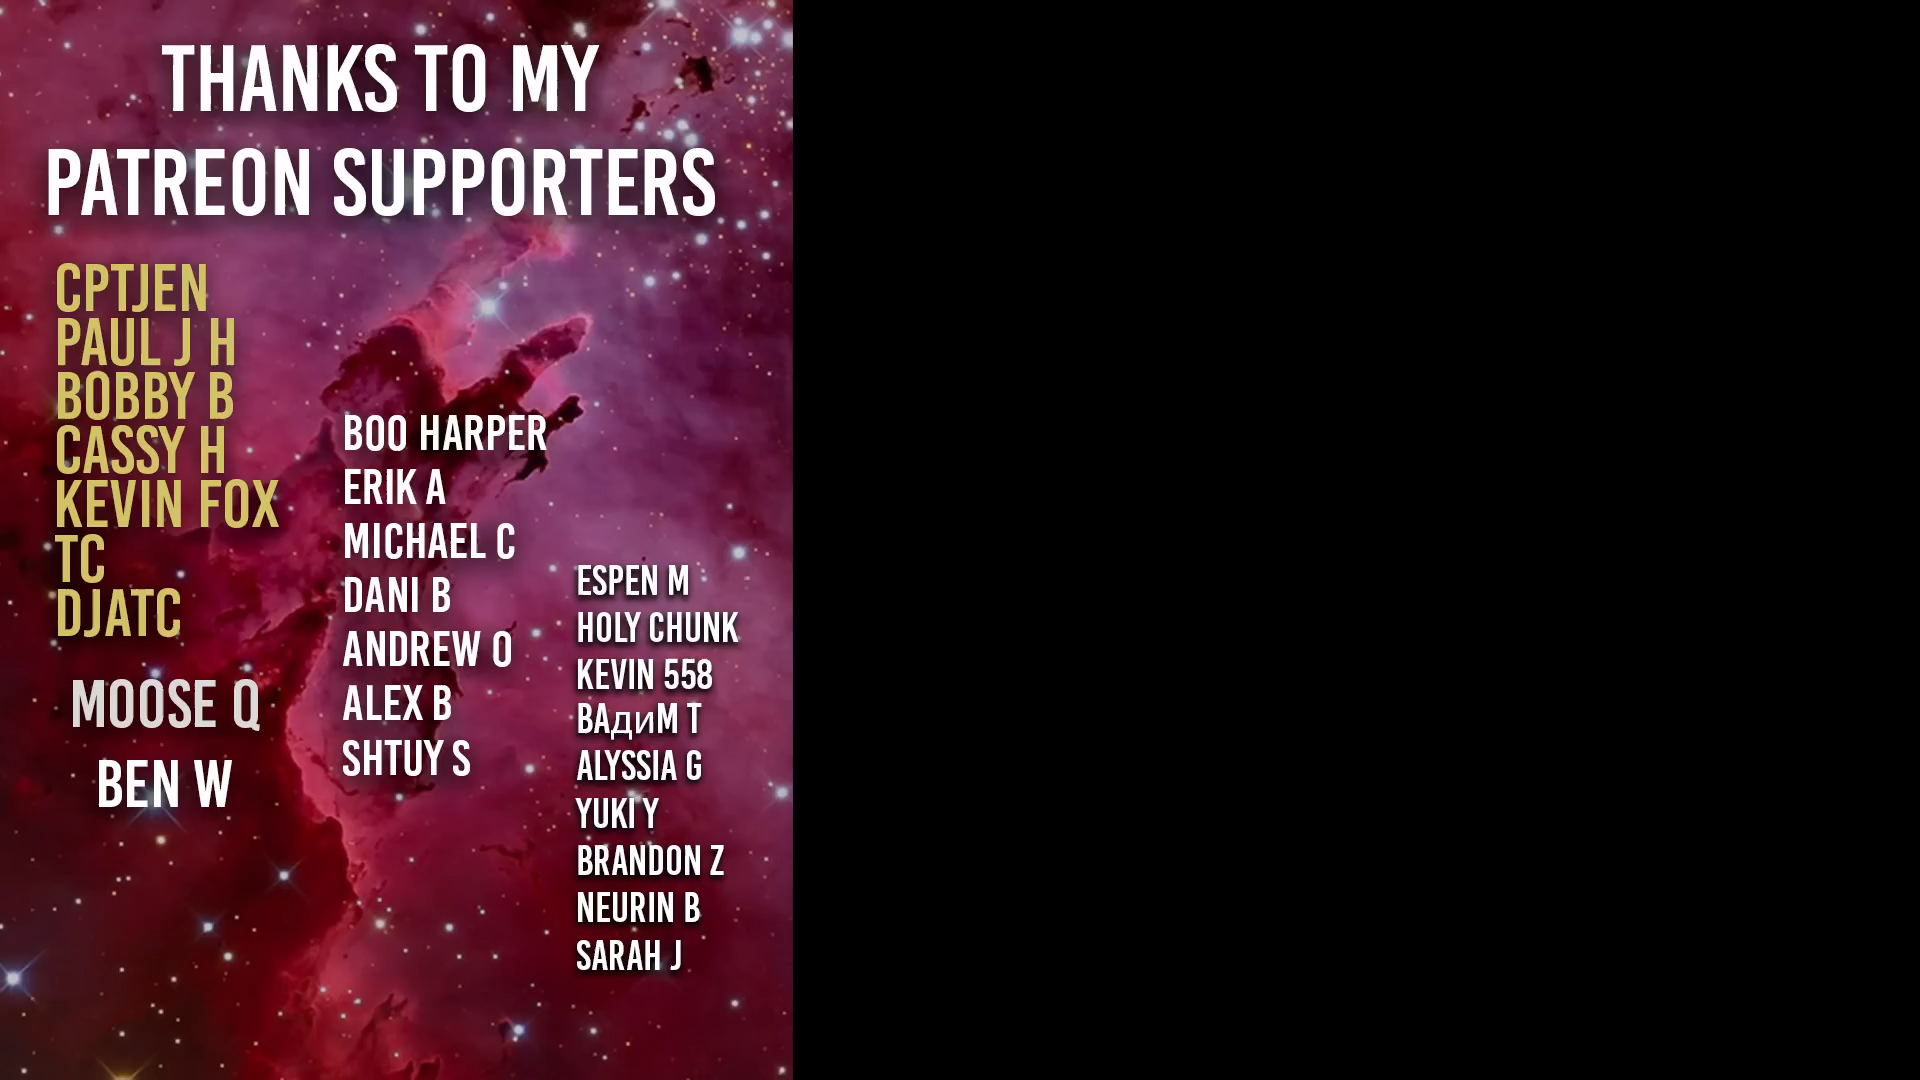 THANKS TO MY
PATREON SUPPORTERS
CPTJEN
PAUL J H
BOBBY B
CASSY H
KEVIN FOX
TC
DJATC
MOOSE Q
BEN W
BOO HARPER
ERIK A
MICHAEL C
DANI B
ANDREW O
ALEX B
SHTUY S
ESPEN M
HOLY CHUNK
KEVIN 558
ВАдиМ Т
ALYSSIA G
YUKI Y
BRANDON Z
NEURIN B
SARAH J